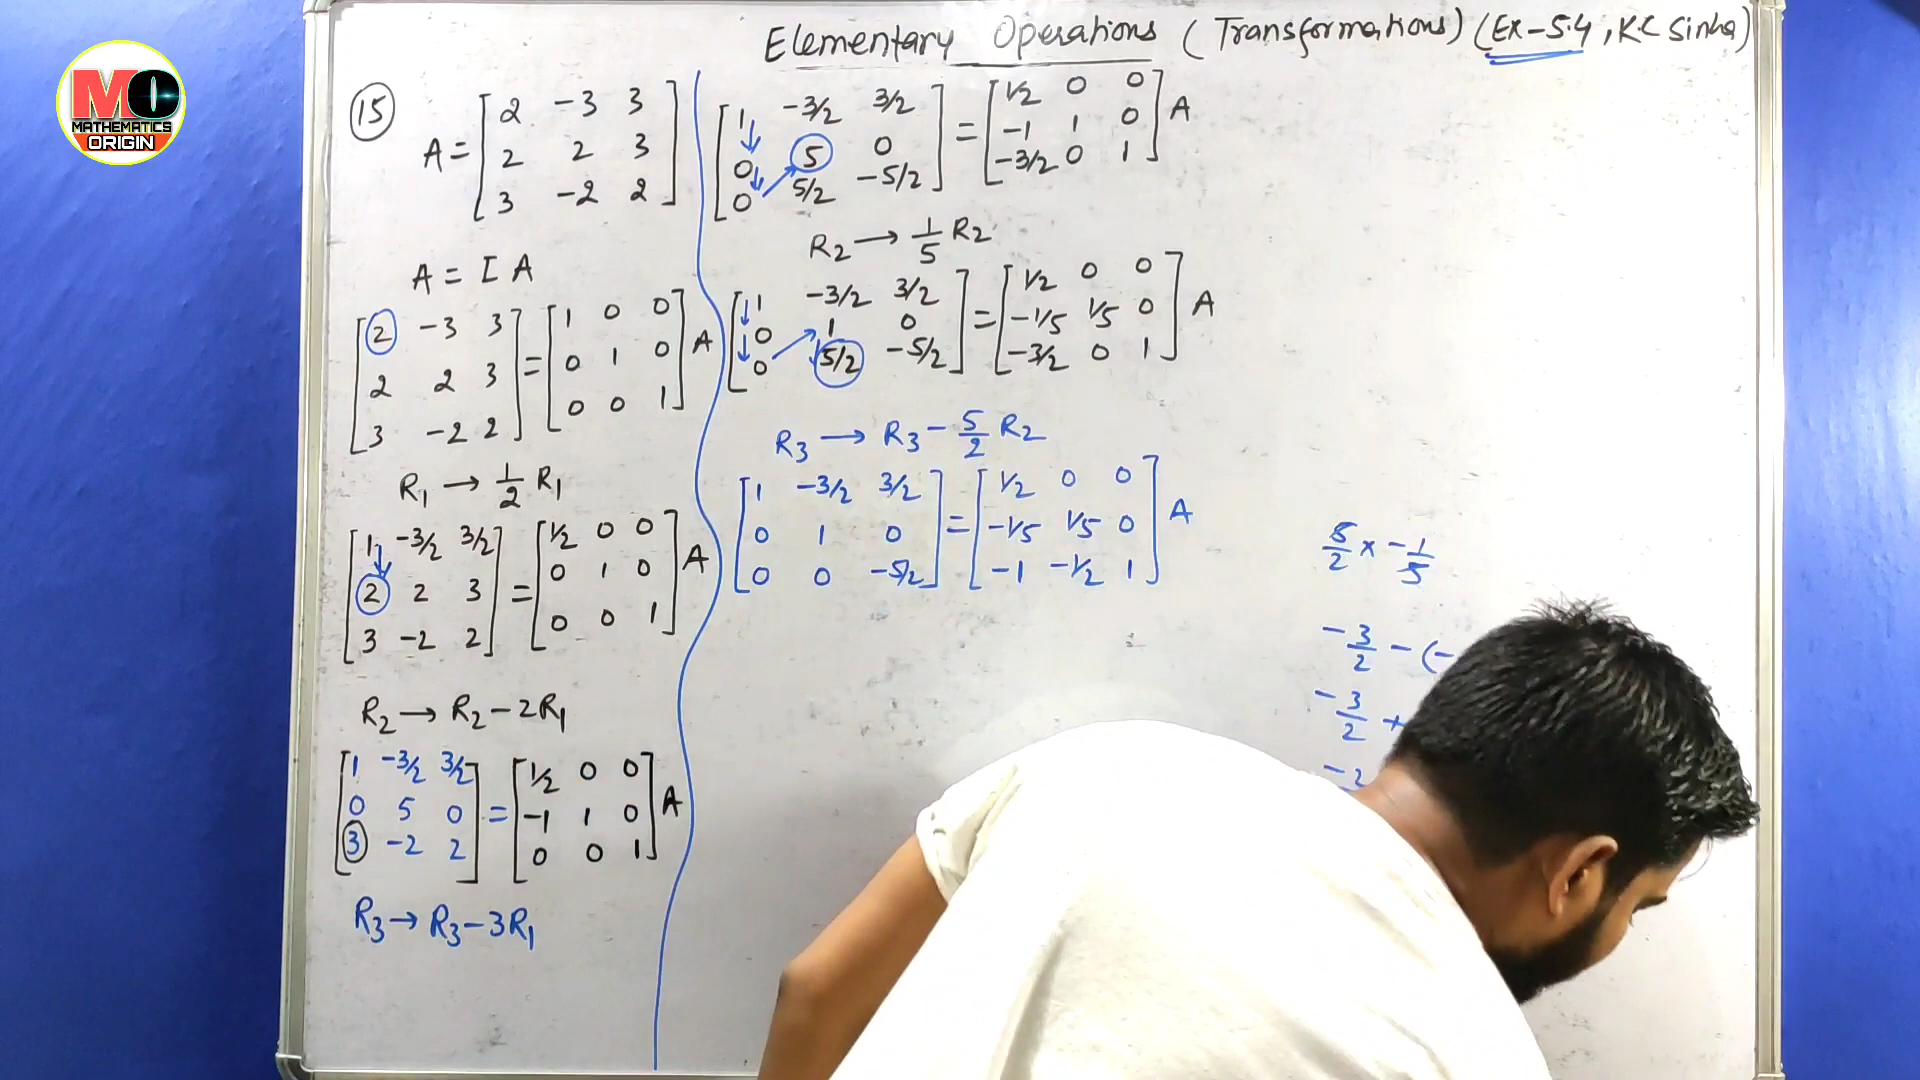 MO
MATHEMATICS
ORIGIN
Elementary Operations (Transformations) (Ex-5.4, K.C Sinha)
15
A = [2 -3 3
2 2 3
3 -2 2]
A = I A
[2 -3 3
2 2 3
3 -2 2] = [1 0 0
0 1 0
0 0 1] A
R1 → 1/2 R1
[1 -3/2 3/2
2 2 3
3 -2 2] = [1/2 0 0
0 1 0
0 0 1] A
R2 → R2 - 2R1
[1 -3/2 3/2
0 5 0
3 -2 2] = [1/2 0 0
-1 1 0
0 0 1] A
R3 → R3 - 3R1
[1 -3/2 3/2
0 5 0
0 5/2 -5/2] = [1/2 0 0
-1 1 0
-3/2 0 1] A
R2 → 1/5 R2
[1 -3/2 3/2
0 1 0
0 5/2 -5/2] = [1/2 0 0
-1/5 1/5 0
-3/2 0 1] A
R3 → R3 - 5/2 R2
[1 -3/2 3/2
0 1 0
0 0 -5/2] = [1/2 0 0
-1/5 1/5 0
-1 -1/2 1] A
5/2 × -1/5
-3/2 - (-
-3/2 +
-2